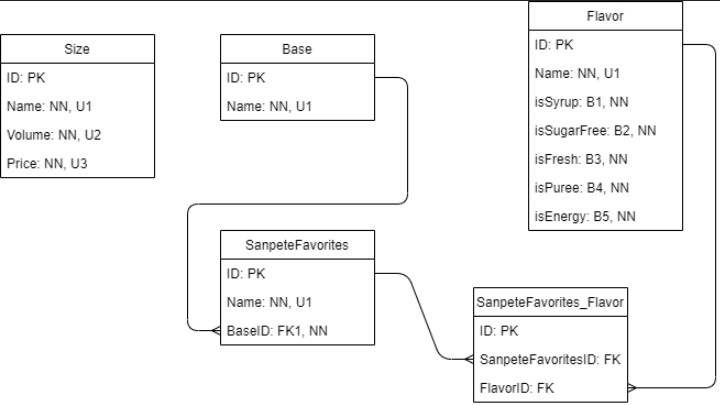 Size
ID: PK
Name: NN, U1
Volume: NN, U2
Price: NN, U3
Base
ID: PK
Name: NN, U1
Flavor
ID: PK
Name: NN, U1
isSyrup: B1, NN
isSugarFree: B2, NN
isFresh: B3, NN
isPuree: B4, NN
isEnergy: B5, NN
SanpeteFavorites
ID: PK
Name: NN, U1
BaseID: FK1, NN
SanpeteFavorites_Flavor
ID: PK
SanpeteFavoritesID: FK
FlavorID: FK